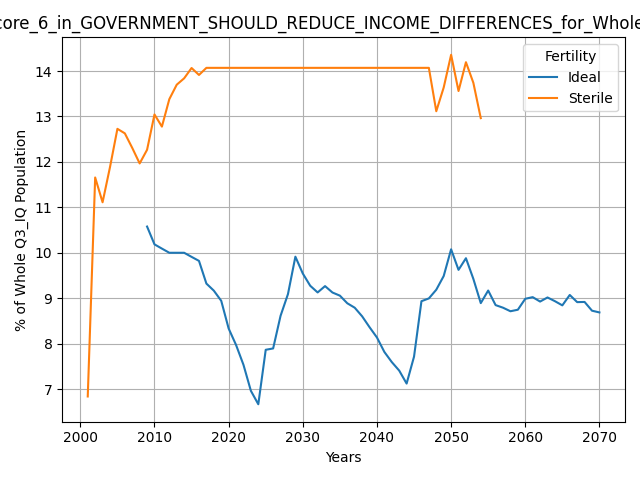 core_6_in_GOVERNMENT_SHOULD_REDUCE_INCOME_DIFFERENCES_for_Whole
% of Whole Q3_IQ Population
14
13
12
11
10
9
8
7
Fertility
Ideal
Sterile
2000 2010 2020 2030 2040 2050 2060 2070
Years